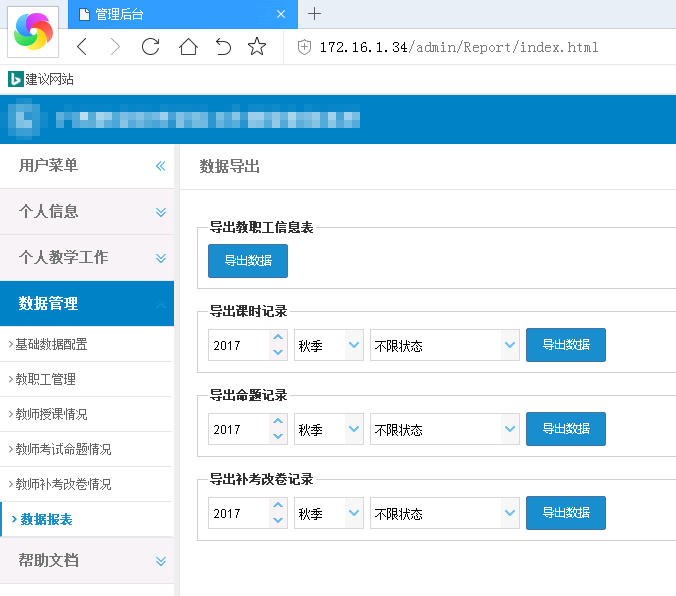 管理后台
172.16.1.34/admin/Report/index.html
建议网站
用户菜单
数据导出
个人信息
个人教学工作
数据管理
基础数据配置
教职工管理
教师授课情况
教师考试命题情况
教师补考改卷情况
数据报表
帮助文档
导出教职工信息表
导出数据
导出课时记录
2017 秋季 不限状态 导出数据
导出命题记录
2017 秋季 不限状态 导出数据
导出补考改卷记录
2017 秋季 不限状态 导出数据